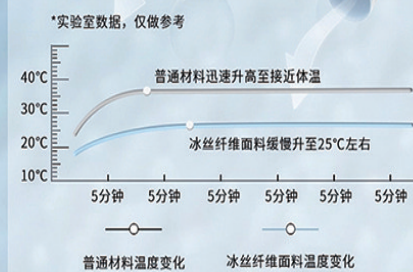 *实验室数据，仅做参考
40℃
普通材料迅速升高至接近体温
30℃
20℃
冰丝纤维面料缓慢升至25℃左右
10℃
5分钟 5分钟 5分钟 5分钟 5分钟 5分钟
普通材料温度变化 冰丝纤维面料温度变化